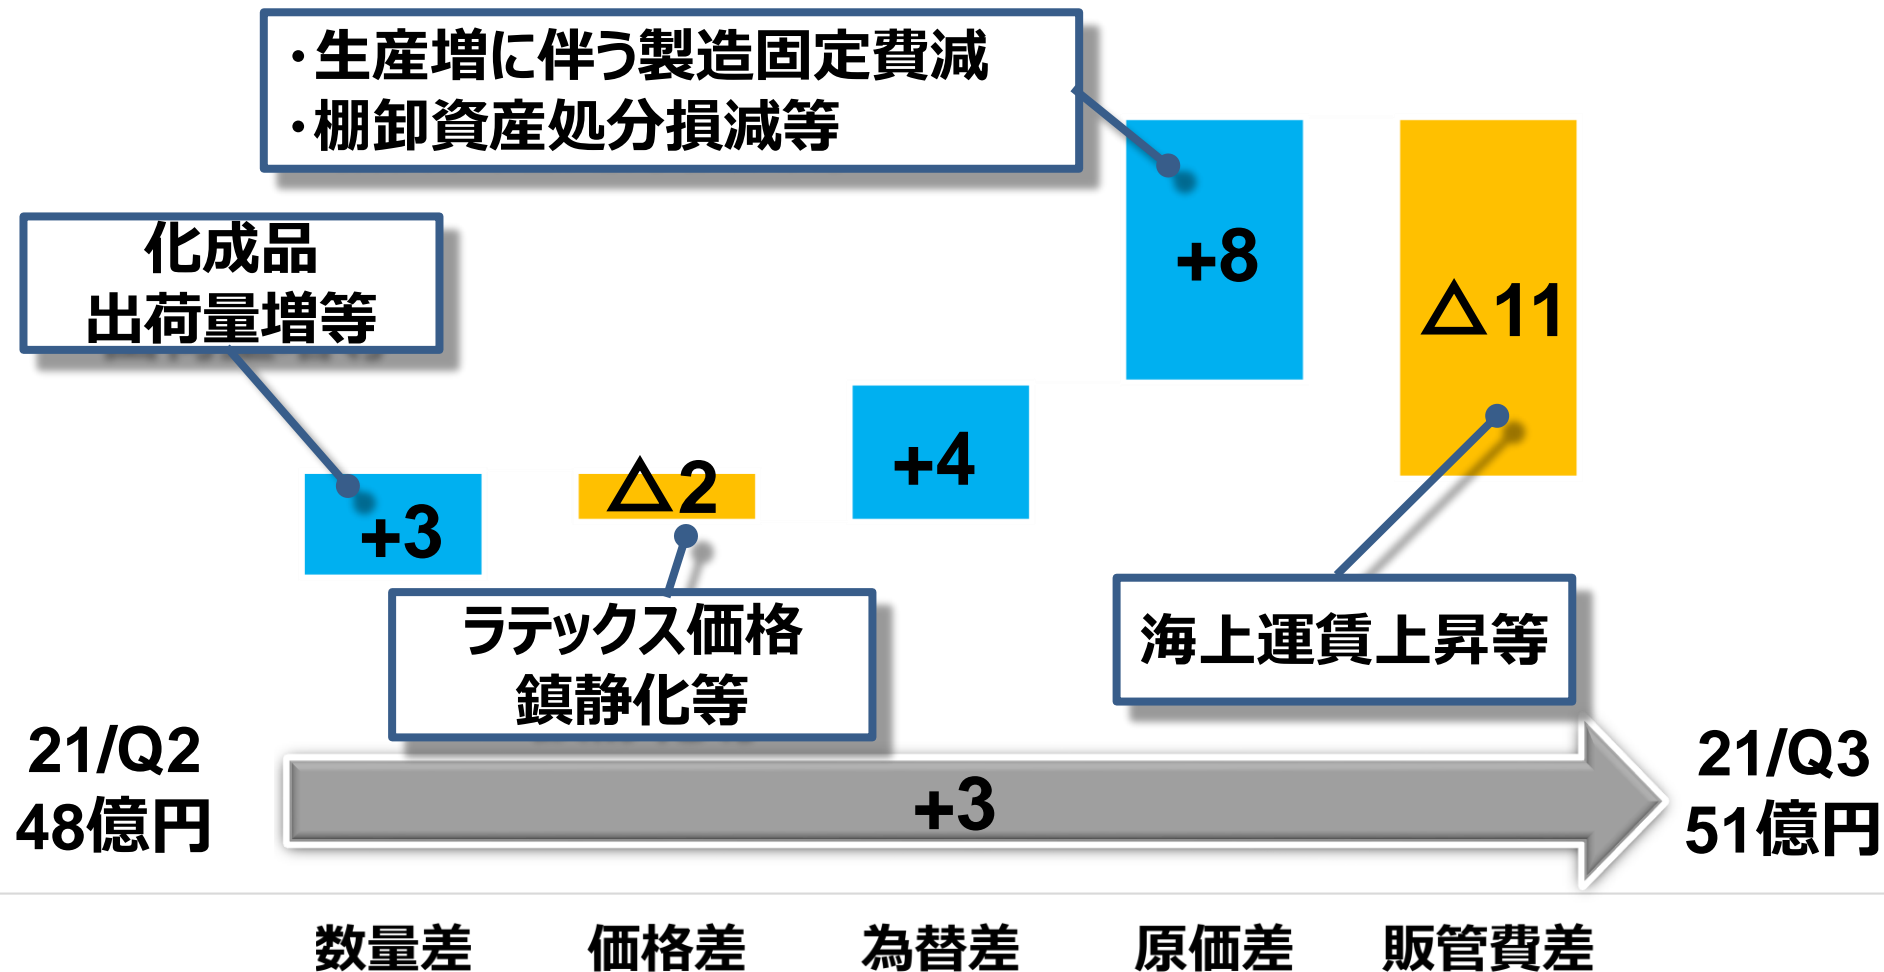 ・生産増に伴う製造固定費減
・棚卸資産処分損減等
化成品
出荷量増等
+8
△11
+4
△2
+3
ラテックス価格
鎮静化等
海上運賃上昇等
21/Q2
48億円
+3
21/Q3
51億円
数量差
価格差
為替差
原価差
販管費差